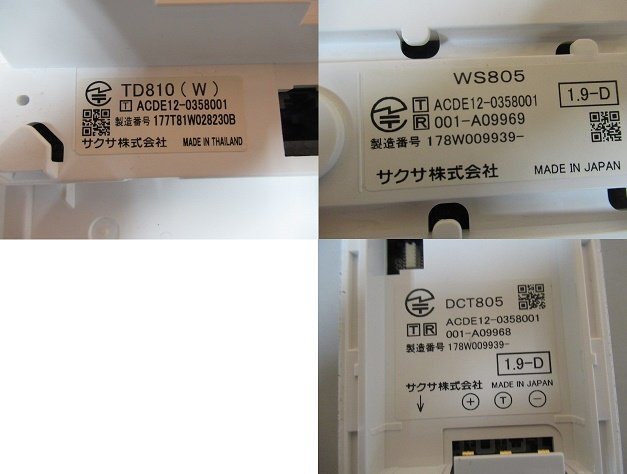 TD810(W)
T ACDE12-0358001
製造番号 177T81W028230B
サクサ株式会社 MADE IN THAILAND
WS805
T ACDE12-0358001
R 001-A09969
1.9-D
製造番号 178W009939-
サクサ株式会社 MADE IN JAPAN
DCT805
T R ACDE12-0358001
001-A09968
製造番号 178W009939-
1.9-D
サクサ株式会社 MADE IN JAPAN
↓ + T −